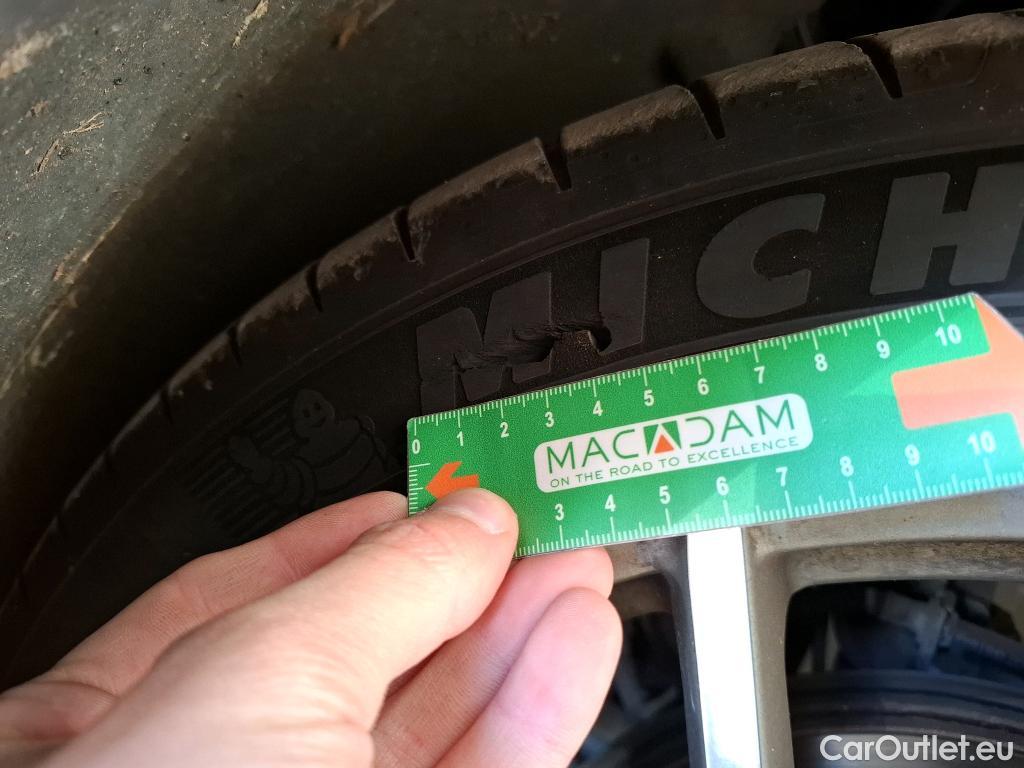 MICH
0 1 2 3 4 5 6 7 8 9 10
MACADAM
ON THE ROAD TO EXCELLENCE
3 4 5 6 7 8 9 10
CarOutlet.eu